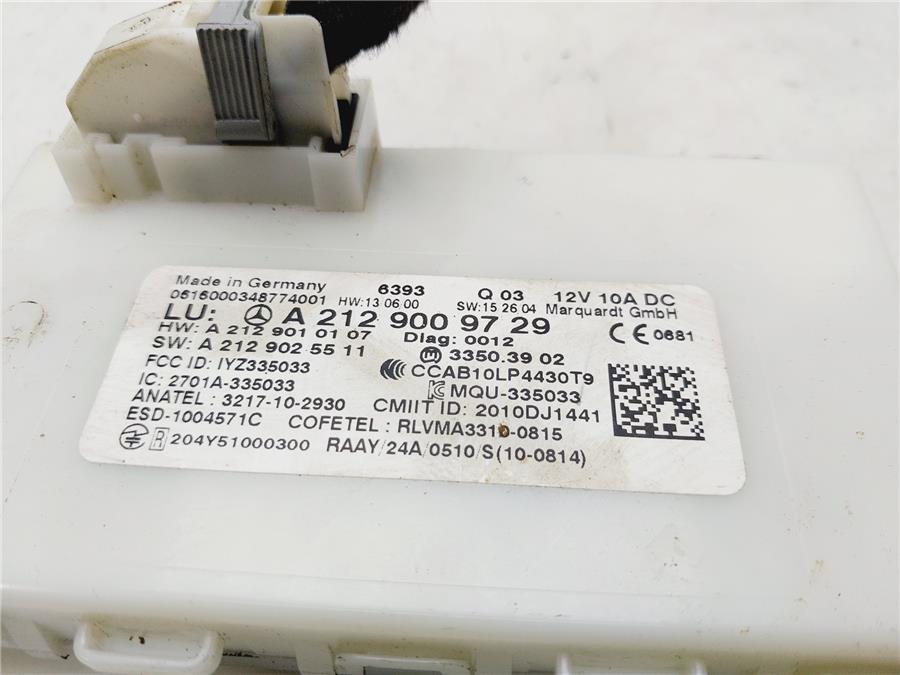 Made in Germany 6393 Q 03 12V 10A DC
0616000348774001 HW:13 06 00 SW:15 26 04 Marquardt GmbH
LU: A 212 900 97 29
HW: A 212 901 01 07 Diag: 0012 CE 0681
SW: A 212 902 55 11 3350.3902
FCC ID: IYZ335033 CCAB10LP4430T9
IC: 2701A-335033 MQU-335033
ANATEL: 3217-10-2930 CMIIT ID: 2010DJ1441
ESD-1004571C COFETEL: RLVMA3310-0815
R 204Y51000300 RAAY/24A/0510/S(10-0814)